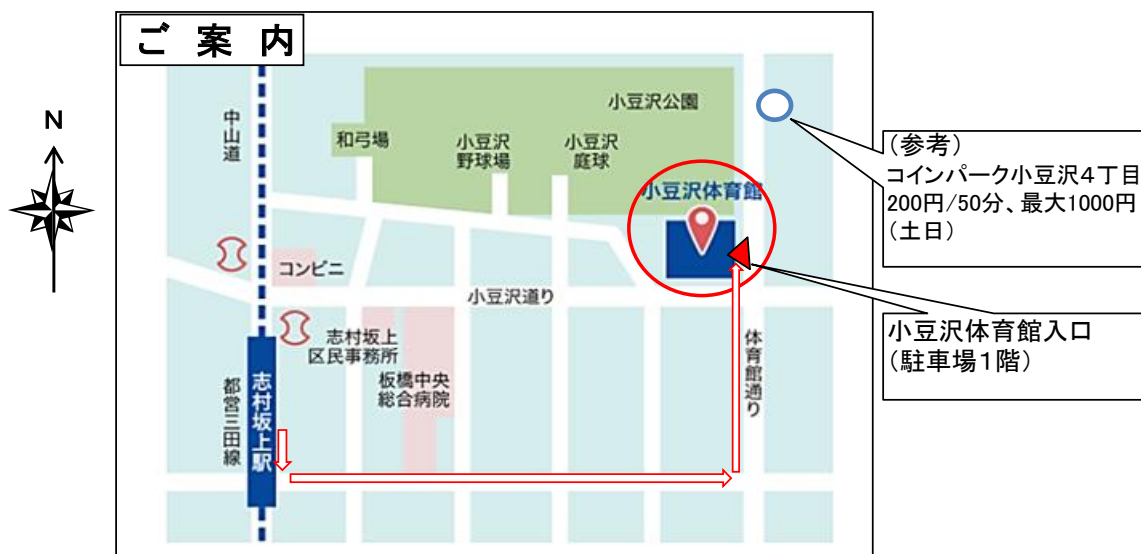 ご 案 内
N
中山道
和弓場
小豆沢
野球場
小豆沢
庭球
小豆沢公園
小豆沢体育館
コンビニ
小豆沢道り
志村坂上
区民事務所
板橋中央
総合病院
体育館通り
都営三田線
志村坂上駅
(参考)
コインパーク小豆沢4丁目
200円/50分、最大1000円
(土日)
小豆沢体育館入口
(駐車場1階)